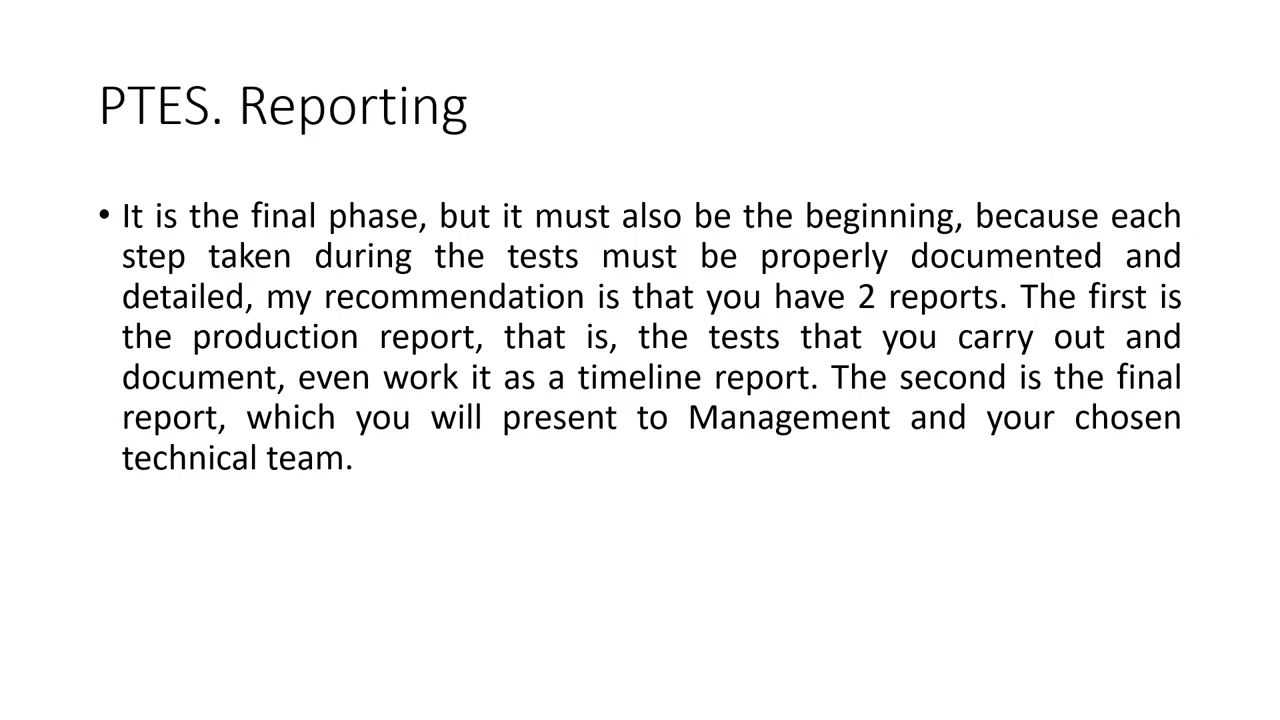 PTES. Reporting
• It is the final phase, but it must also be the beginning, because each
step taken during the tests must be properly documented and
detailed, my recommendation is that you have 2 reports. The first is
the production report, that is, the tests that you carry out and
document, even work it as a timeline report. The second is the final
report, which you will present to Management and your chosen
technical team.